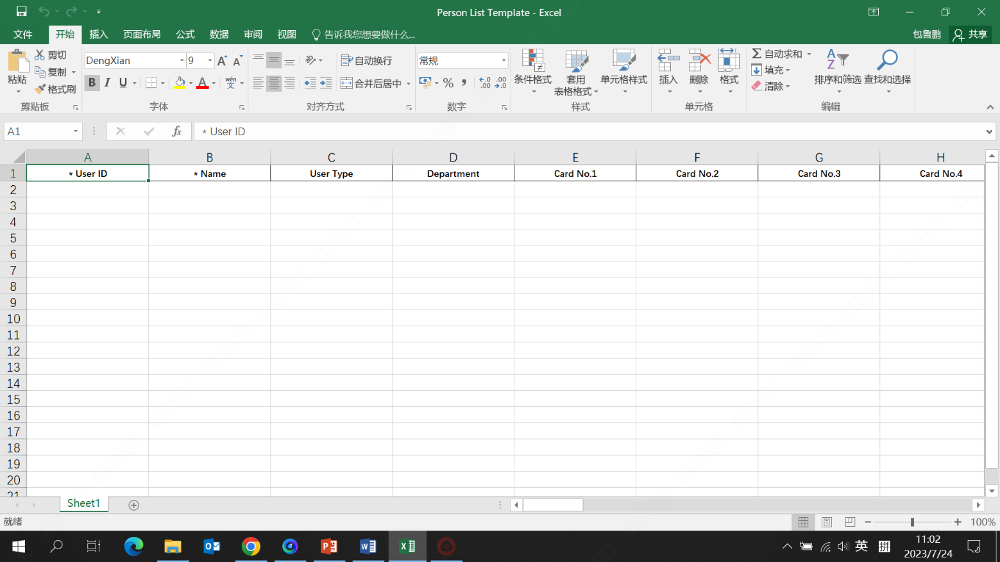 Person List Template - Excel
文件 开始 插入 页面布局 公式 数据 审阅 视图 告诉我您想要做什么... 包鲁鹏 共享
粘贴 剪切 复制 格式刷 剪贴板
DengXian 9 B I U A wén 文 字体
自动换行 合并后居中 对齐方式
常规 % .00 数字
条件格式 套用 表格格式 单元格样式 样式
插入 删除 格式 单元格
自动求和 填充 清除 排序和筛选 查找和选择 编辑
A1 fx * User ID
A B C D E F G H
1 * User ID * Name User Type Department Card No.1 Card No.2 Card No.3 Card No.4
2
3
4
5
6
7
8
9
10
11
12
13
14
15
16
17
18
19
20
21
Sheet1
就绪 100%
英 拼 11:02
2023/7/24
413933